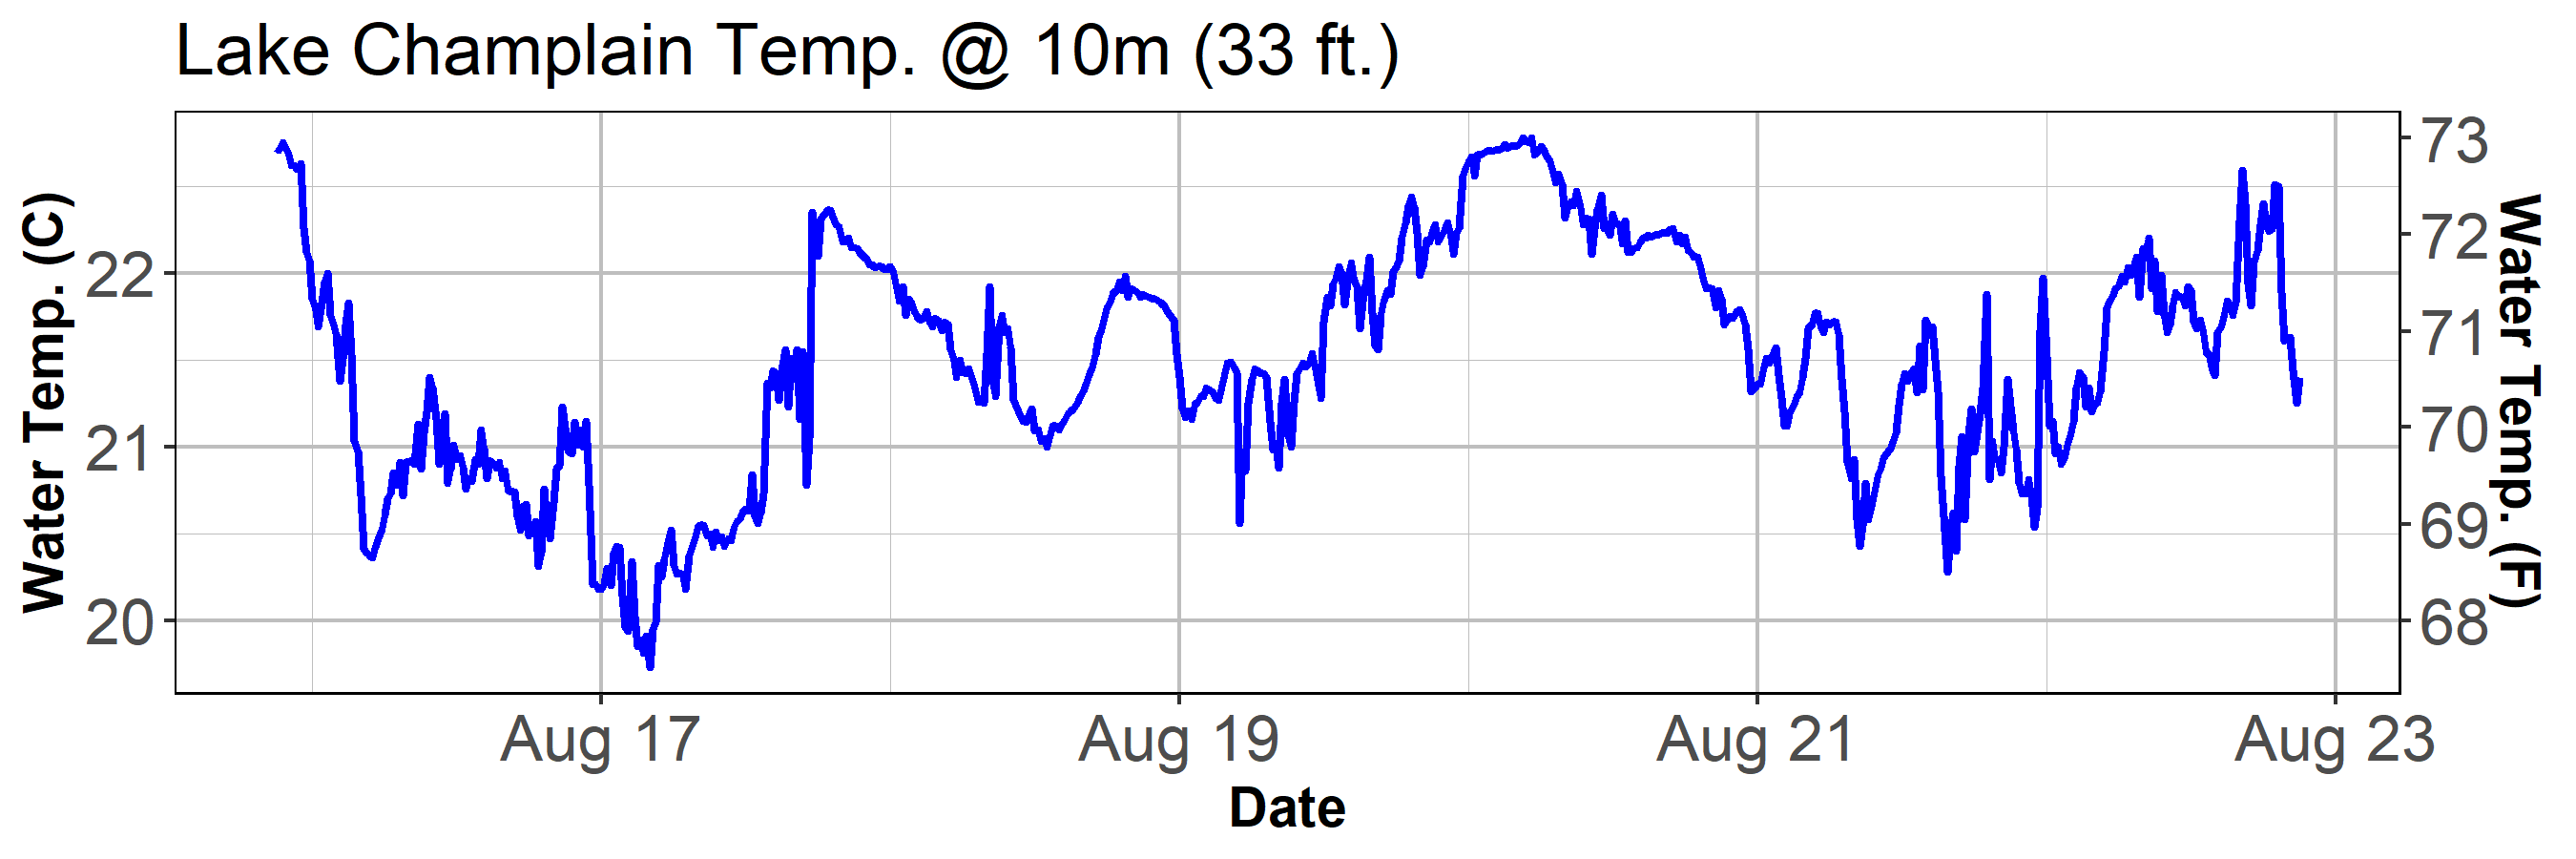 Lake Champlain Temp. @ 10m (33 ft.)
Water Temp. (C)
22
21
20
73
72
71
70
69
68
Water Temp. (F)
Aug 17 Aug 19 Aug 21 Aug 23
Date